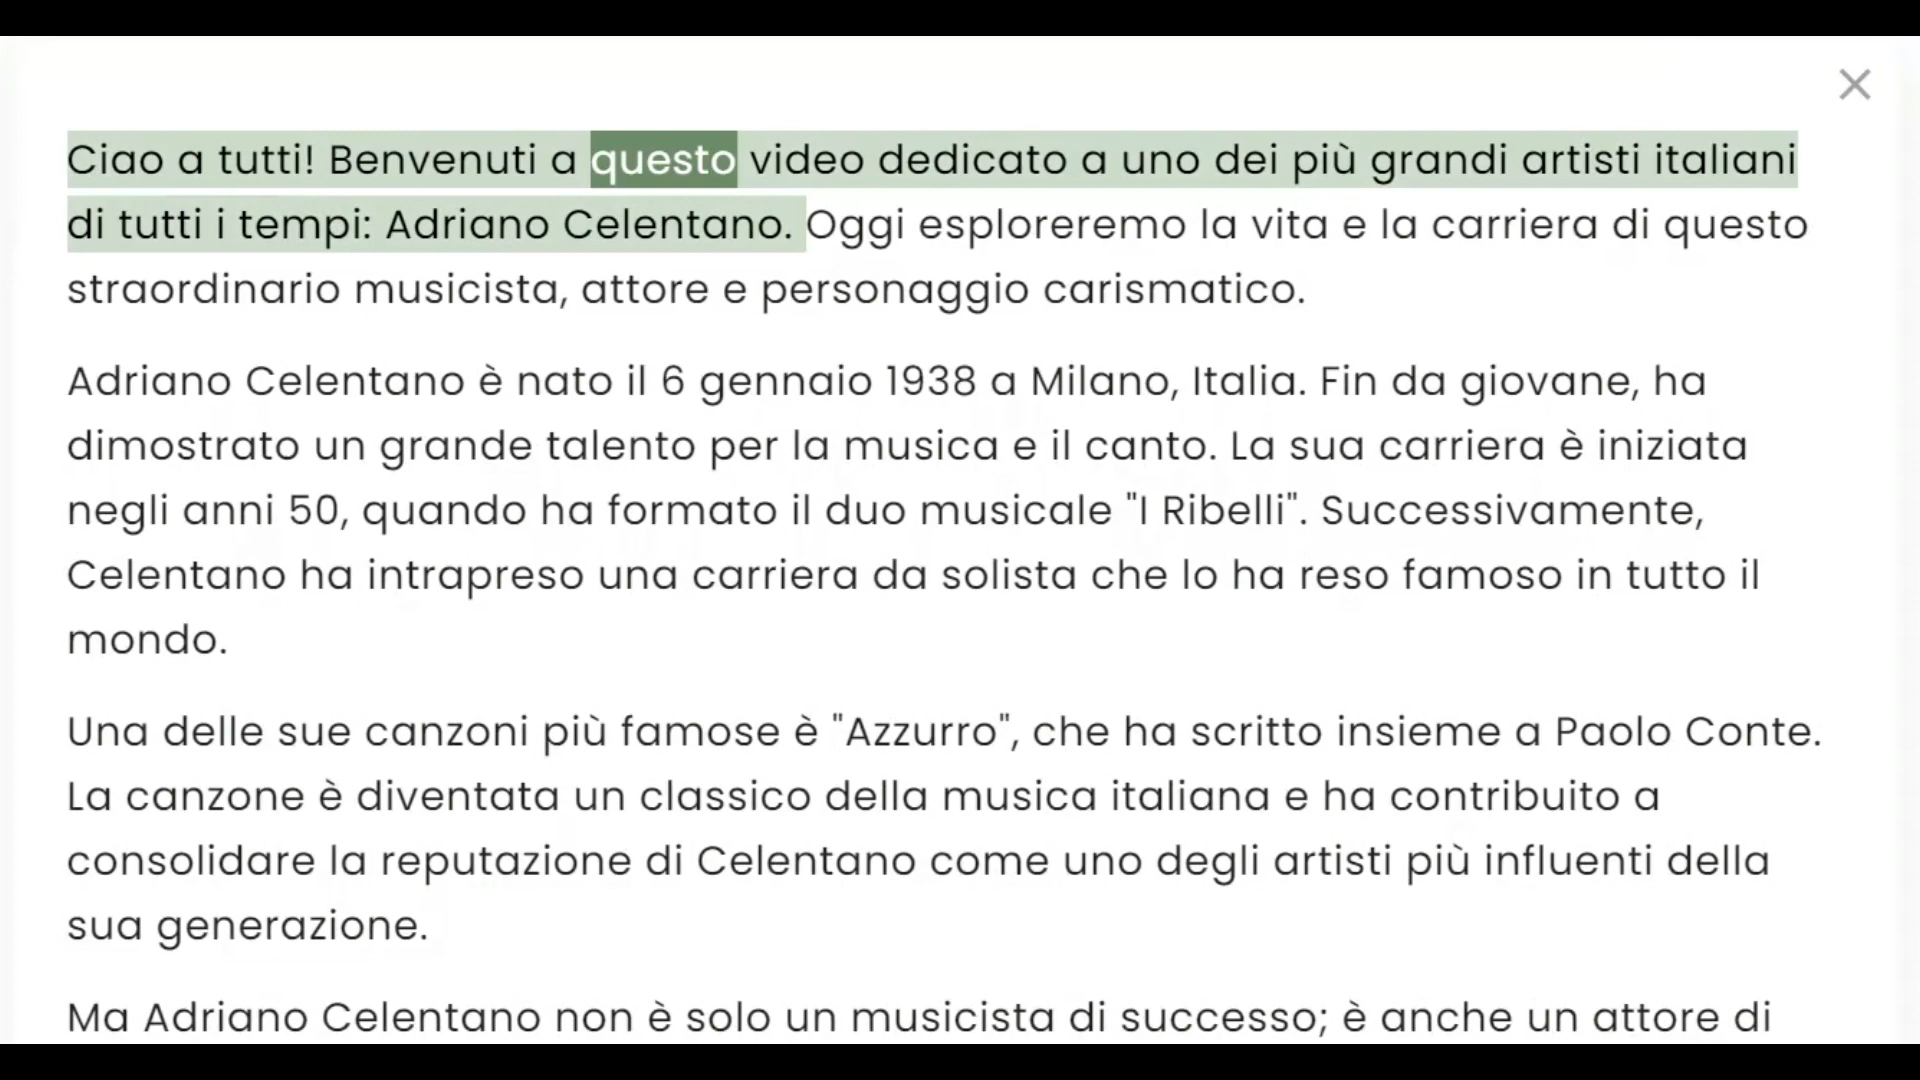 Ciao a tutti! Benvenuti a questo video dedicato a uno dei più grandi artisti italiani
di tutti i tempi: Adriano Celentano. Oggi esploreremo la vita e la carriera di questo
straordinario musicista, attore e personaggio carismatico.
Adriano Celentano è nato il 6 gennaio 1938 a Milano, Italia. Fin da giovane, ha
dimostrato un grande talento per la musica e il canto. La sua carriera è iniziata
negli anni 50, quando ha formato il duo musicale "I Ribelli". Successivamente,
Celentano ha intrapreso una carriera da solista che lo ha reso famoso in tutto il
mondo.
Una delle sue canzoni più famose è "Azzurro", che ha scritto insieme a Paolo Conte.
La canzone è diventata un classico della musica italiana e ha contribuito a
consolidare la reputazione di Celentano come uno degli artisti più influenti della
sua generazione.
Ma Adriano Celentano non è solo un musicista di successo; è anche un attore di